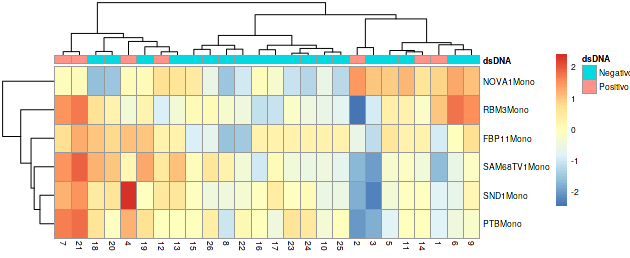 dsDNA
NOVA1Mono
RBM3Mono
FBP11Mono
SAM68TV1Mono
SND1Mono
PTBMono
7 21 18 20 4 19 12 13 15 26 8 22 16 17 23 24 10 25 2 3 5 11 14 1 6 9
2
1
0
-1
-2
dsDNA
Negativo
Positivo